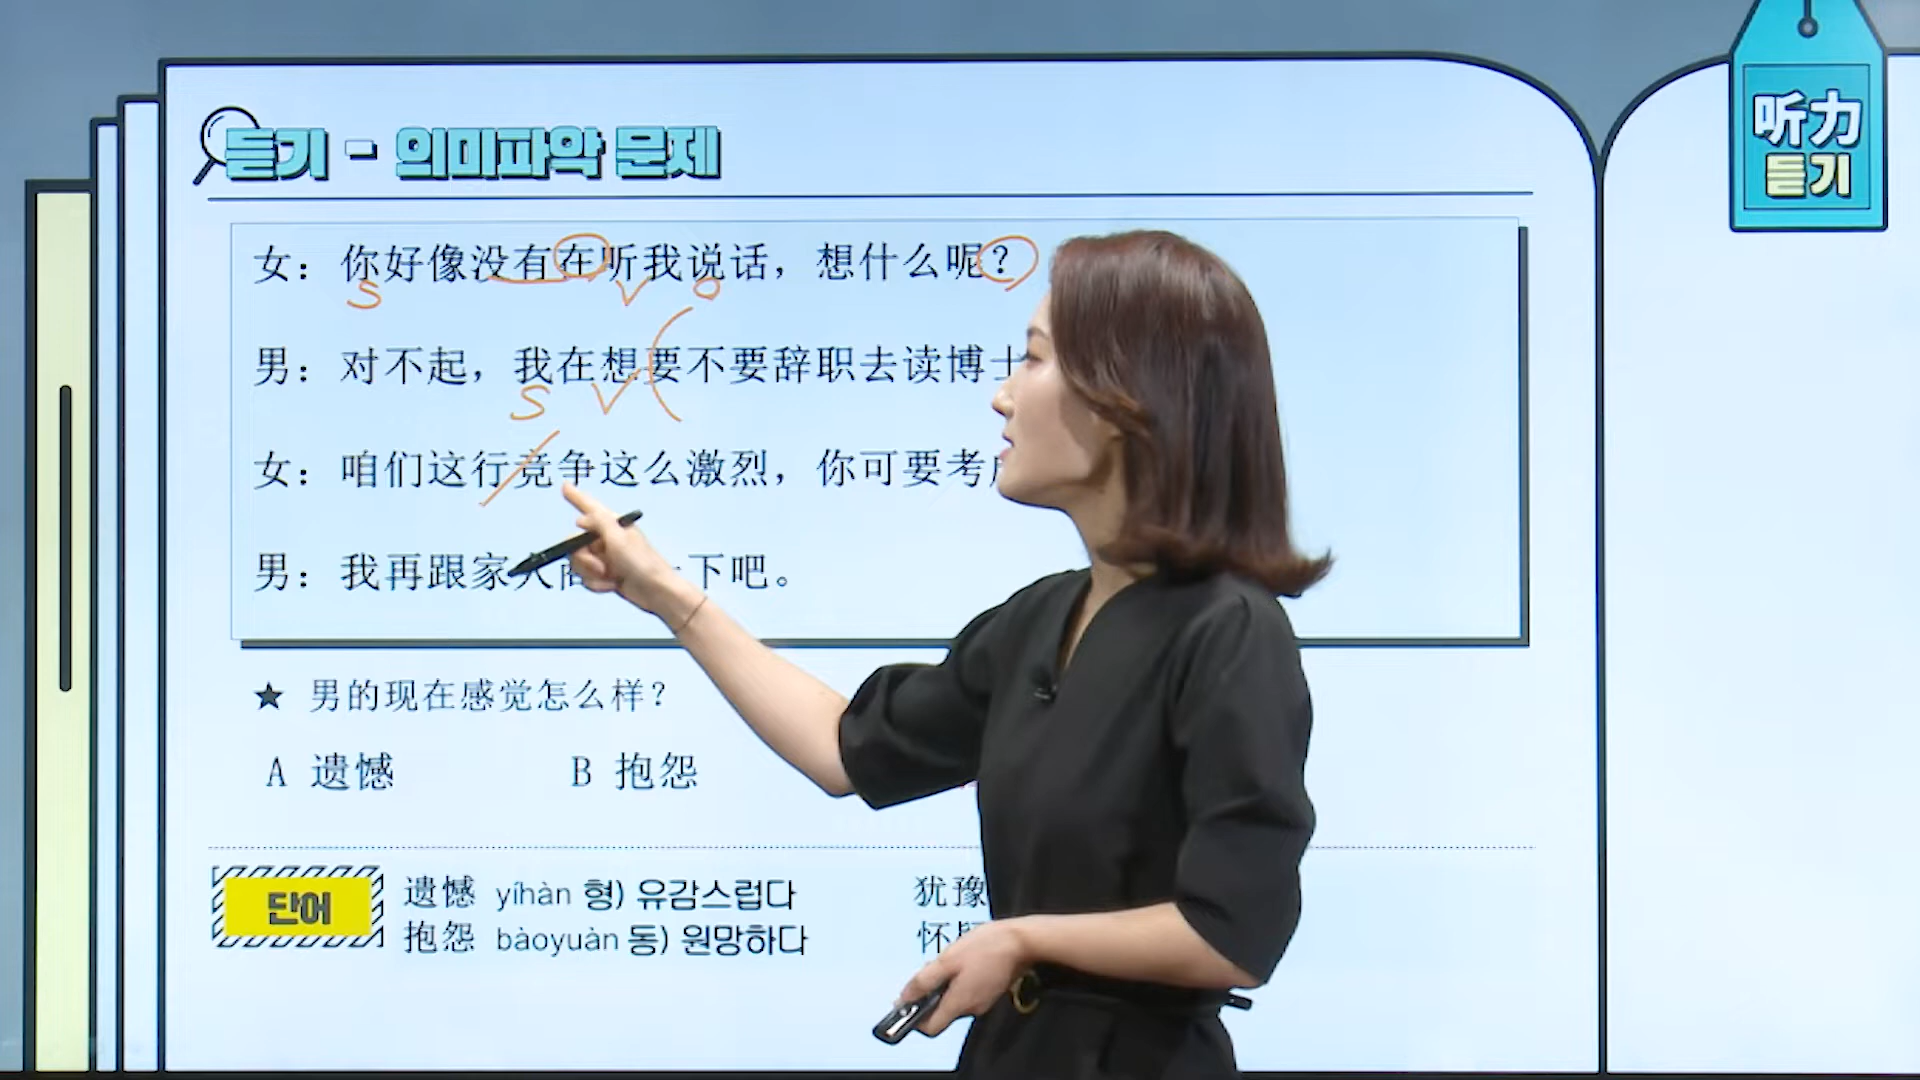 듣기 - 의미파악 문제
听力
듣기
女：你好像没有在听我说话，想什么呢？
S V O
男：对不起，我在想要不要辞职去读博士
S V
女：咱们这行竞争这么激烈，你可要考
男：我再跟家人 一下吧。
★ 男的现在感觉怎么样？
A 遗憾 B 抱怨
단어
遗憾 yíhàn 형) 유감스럽다 犹豫
抱怨 bàoyuàn 동) 원망하다 怀